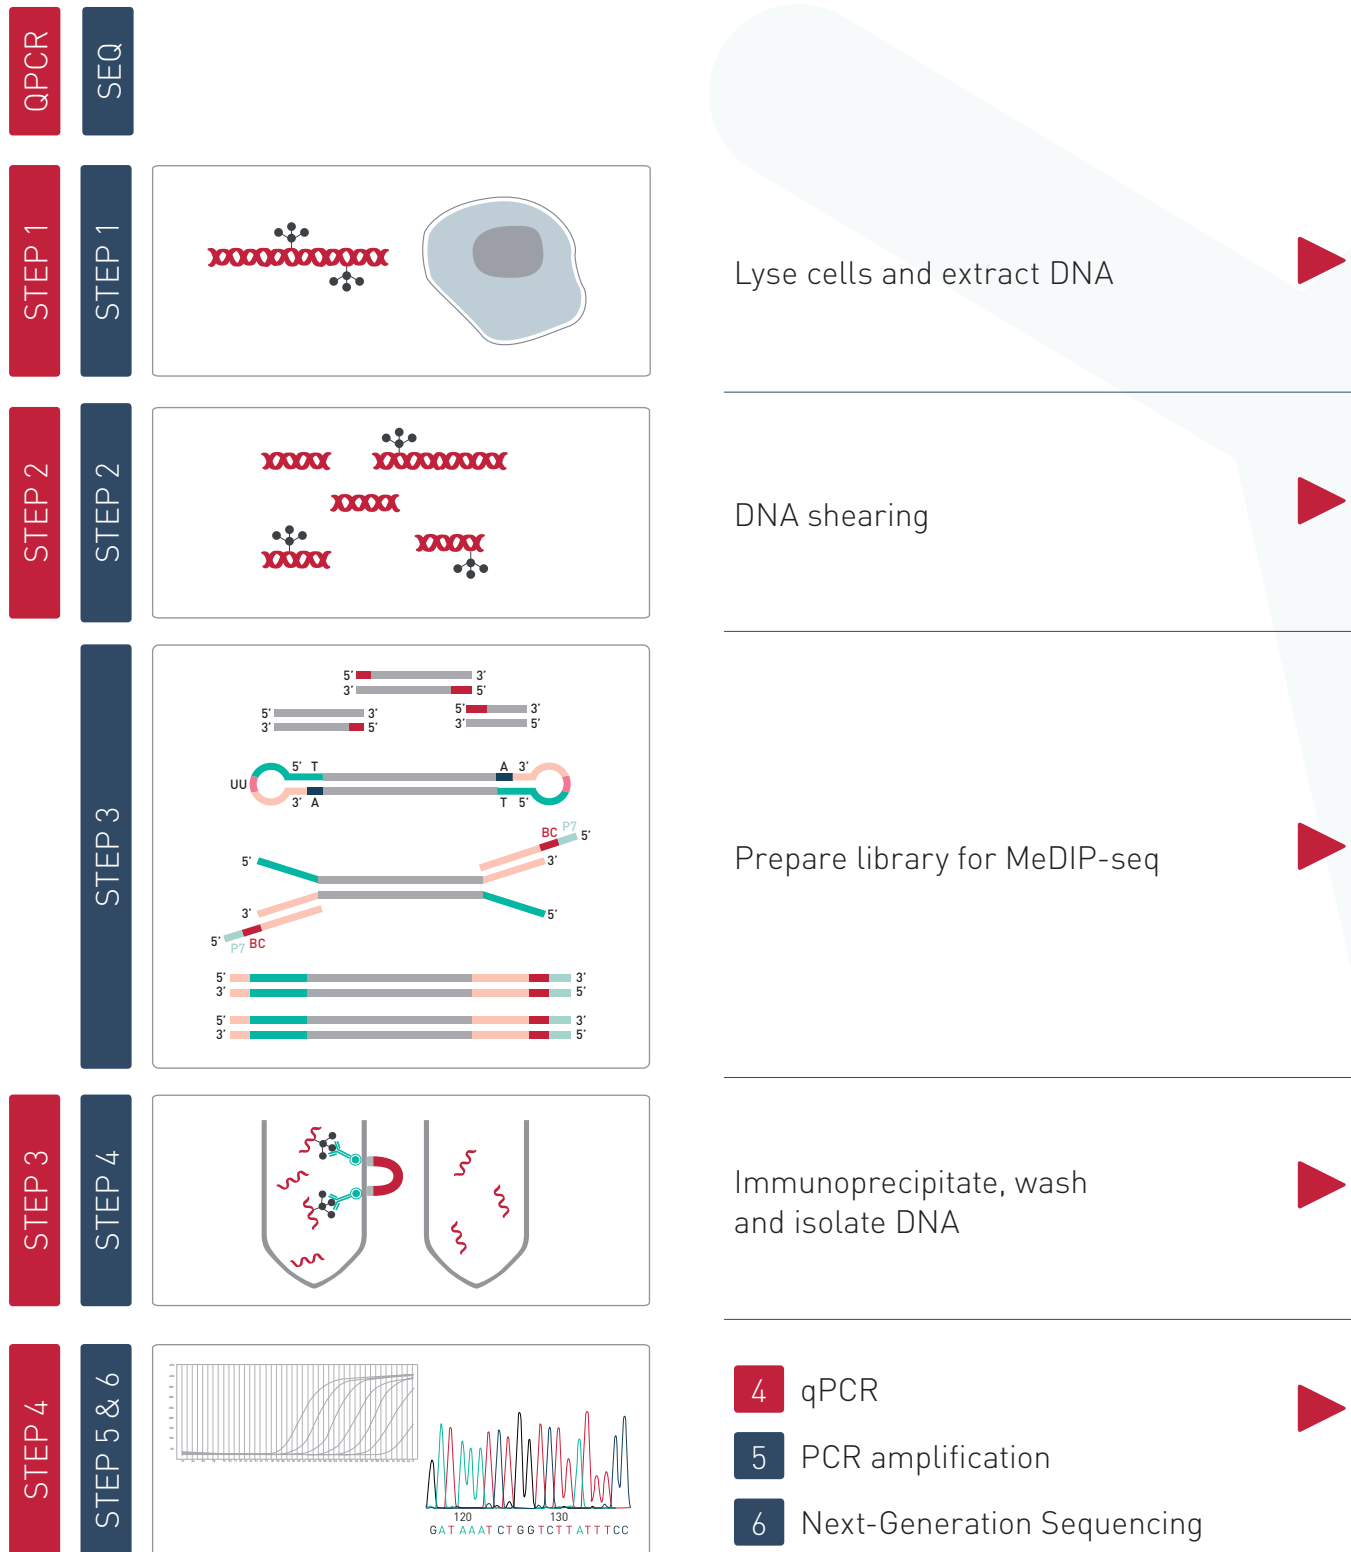 QPCR
SEQ
STEP 1
STEP 1
Lyse cells and extract DNA
STEP 2
STEP 2
DNA shearing
STEP 3
5' 3'
3' 5'
5' 3'
3' 5'
5' 3'
3' 5'
5' T A 3'
UU
3' A T 5'
BC P7 5'
5' 3'
3' 5'
5' P7 BC
5' 3'
3' 5'
5' 3'
3' 5'
Prepare library for MeDIP-seq
STEP 3
STEP 4
Immunoprecipitate, wash
and isolate DNA
STEP 4
STEP 5 & 6
120 130
GATAAATCTGGTCTTATTTCC
4 qPCR
5 PCR amplification
6 Next-Generation Sequencing